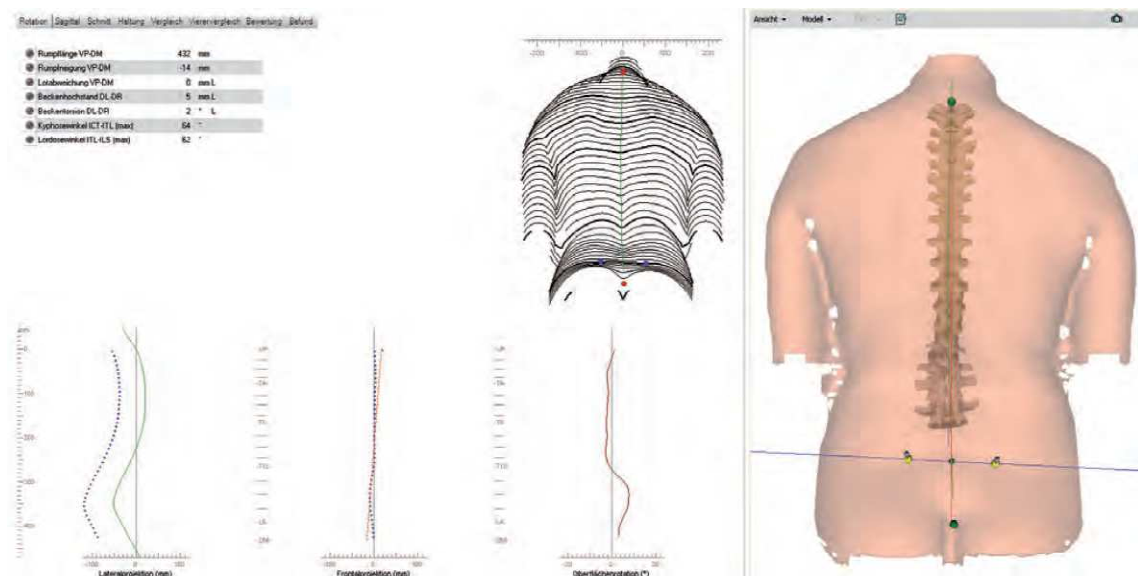 Rotation Sagittal Schnitt Haltung Vergleich Vierervergleich Bewertung Befund
Ansicht Modell
Rumpflänge VP-DM 432 mm
Rumpfneigung VP-DM -14 mm
Lotabweichung VP-DM 0 mm L
Beckenhochstand DL-DR 5 mm L
Beckentorsion DL-DR 2 ° L
Kyphosewinkel ICT-ITL (max) 64 °
Lordosewinkel ITL-ILS (max) 62 °
Lateralprojektion (mm)
Frontalprojektion (mm)
Oberflächenrotation (°)